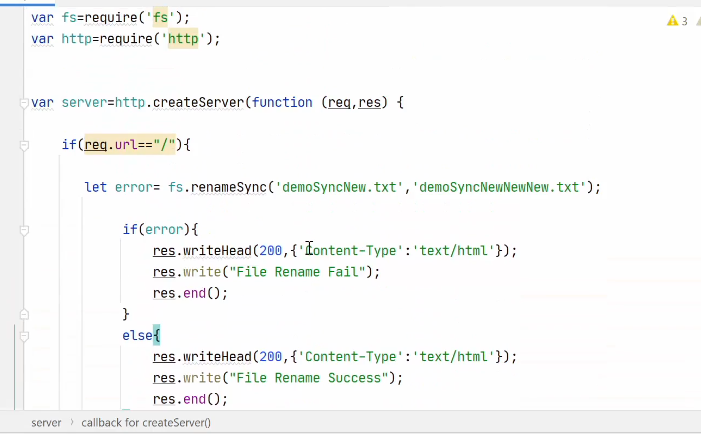 var fs=require('fs');
var http=require('http');
3
var server=http.createServer(function (req,res) {
if(req.url=="/"){
let error= fs.renameSync('demoSyncNew.txt','demoSyncNewNewNew.txt');
if(error){
res.writeHead(200,{'Content-Type':'text/html'});
res.write("File Rename Fail");
res.end();
}
else{
res.writeHead(200,{'Content-Type':'text/html'});
res.write("File Rename Success");
res.end();
server › callback for createServer()